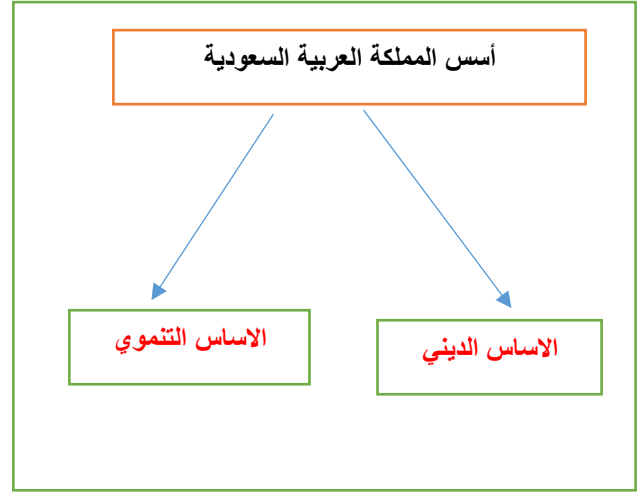 أسس المملكة العربية السعودية
الاساس الديني
الاساس التنموي